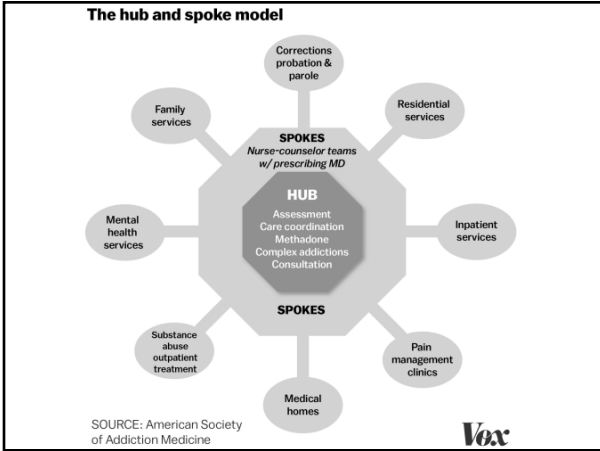 The hub and spoke model
Corrections
probation &
parole
Family
services
Residential
services
SPOKES
Nurse-counselor teams
w/ prescribing MD
HUB
Assessment
Care coordination
Methadone
Complex addictions
Consultation
Mental
health
services
Inpatient
services
SPOKES
Substance
abuse
outpatient
treatment
Pain
management
clinics
Medical
homes
SOURCE: American Society
of Addiction Medicine
Vox